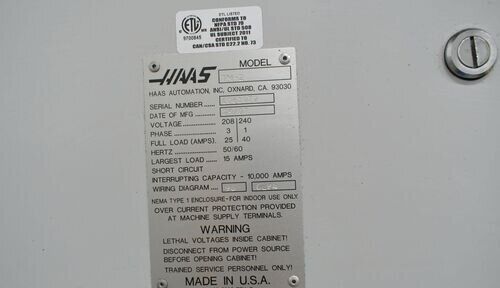 ETL LISTED
CONFORMS TO
NFPA STD 79
ANSI/UL STD 508
UL SUBJECT 2011
CERTIFIED TO
CAN/CSA STD C22.2 NO. 73
9700845
HAAS MODEL
HAAS AUTOMATION, INC, OXNARD, CA. 93030
SERIAL NUMBER
DATE OF MFG
VOLTAGE 208 240
PHASE 3 1
FULL LOAD (AMPS). 25 40
HERTZ 50/60
LARGEST LOAD - 15 AMPS
SHORT CIRCUIT
INTERRUPTING CAPACITY - 10,000 AMPS
WIRING DIAGRAM
NEMA TYPE 1 ENCLOSURE-FOR INDOOR USE ONLY
OVER CURRENT PROTECTION PROVIDED
AT MACHINE SUPPLY TERMINALS.
WARNING
LETHAL VOLTAGES INSIDE CABINET!
DISCONNECT FROM POWER SOURCE
BEFORE OPENING CABINET!
TRAINED SERVICE PERSONNEL ONLY!
MADE IN U.S.A.